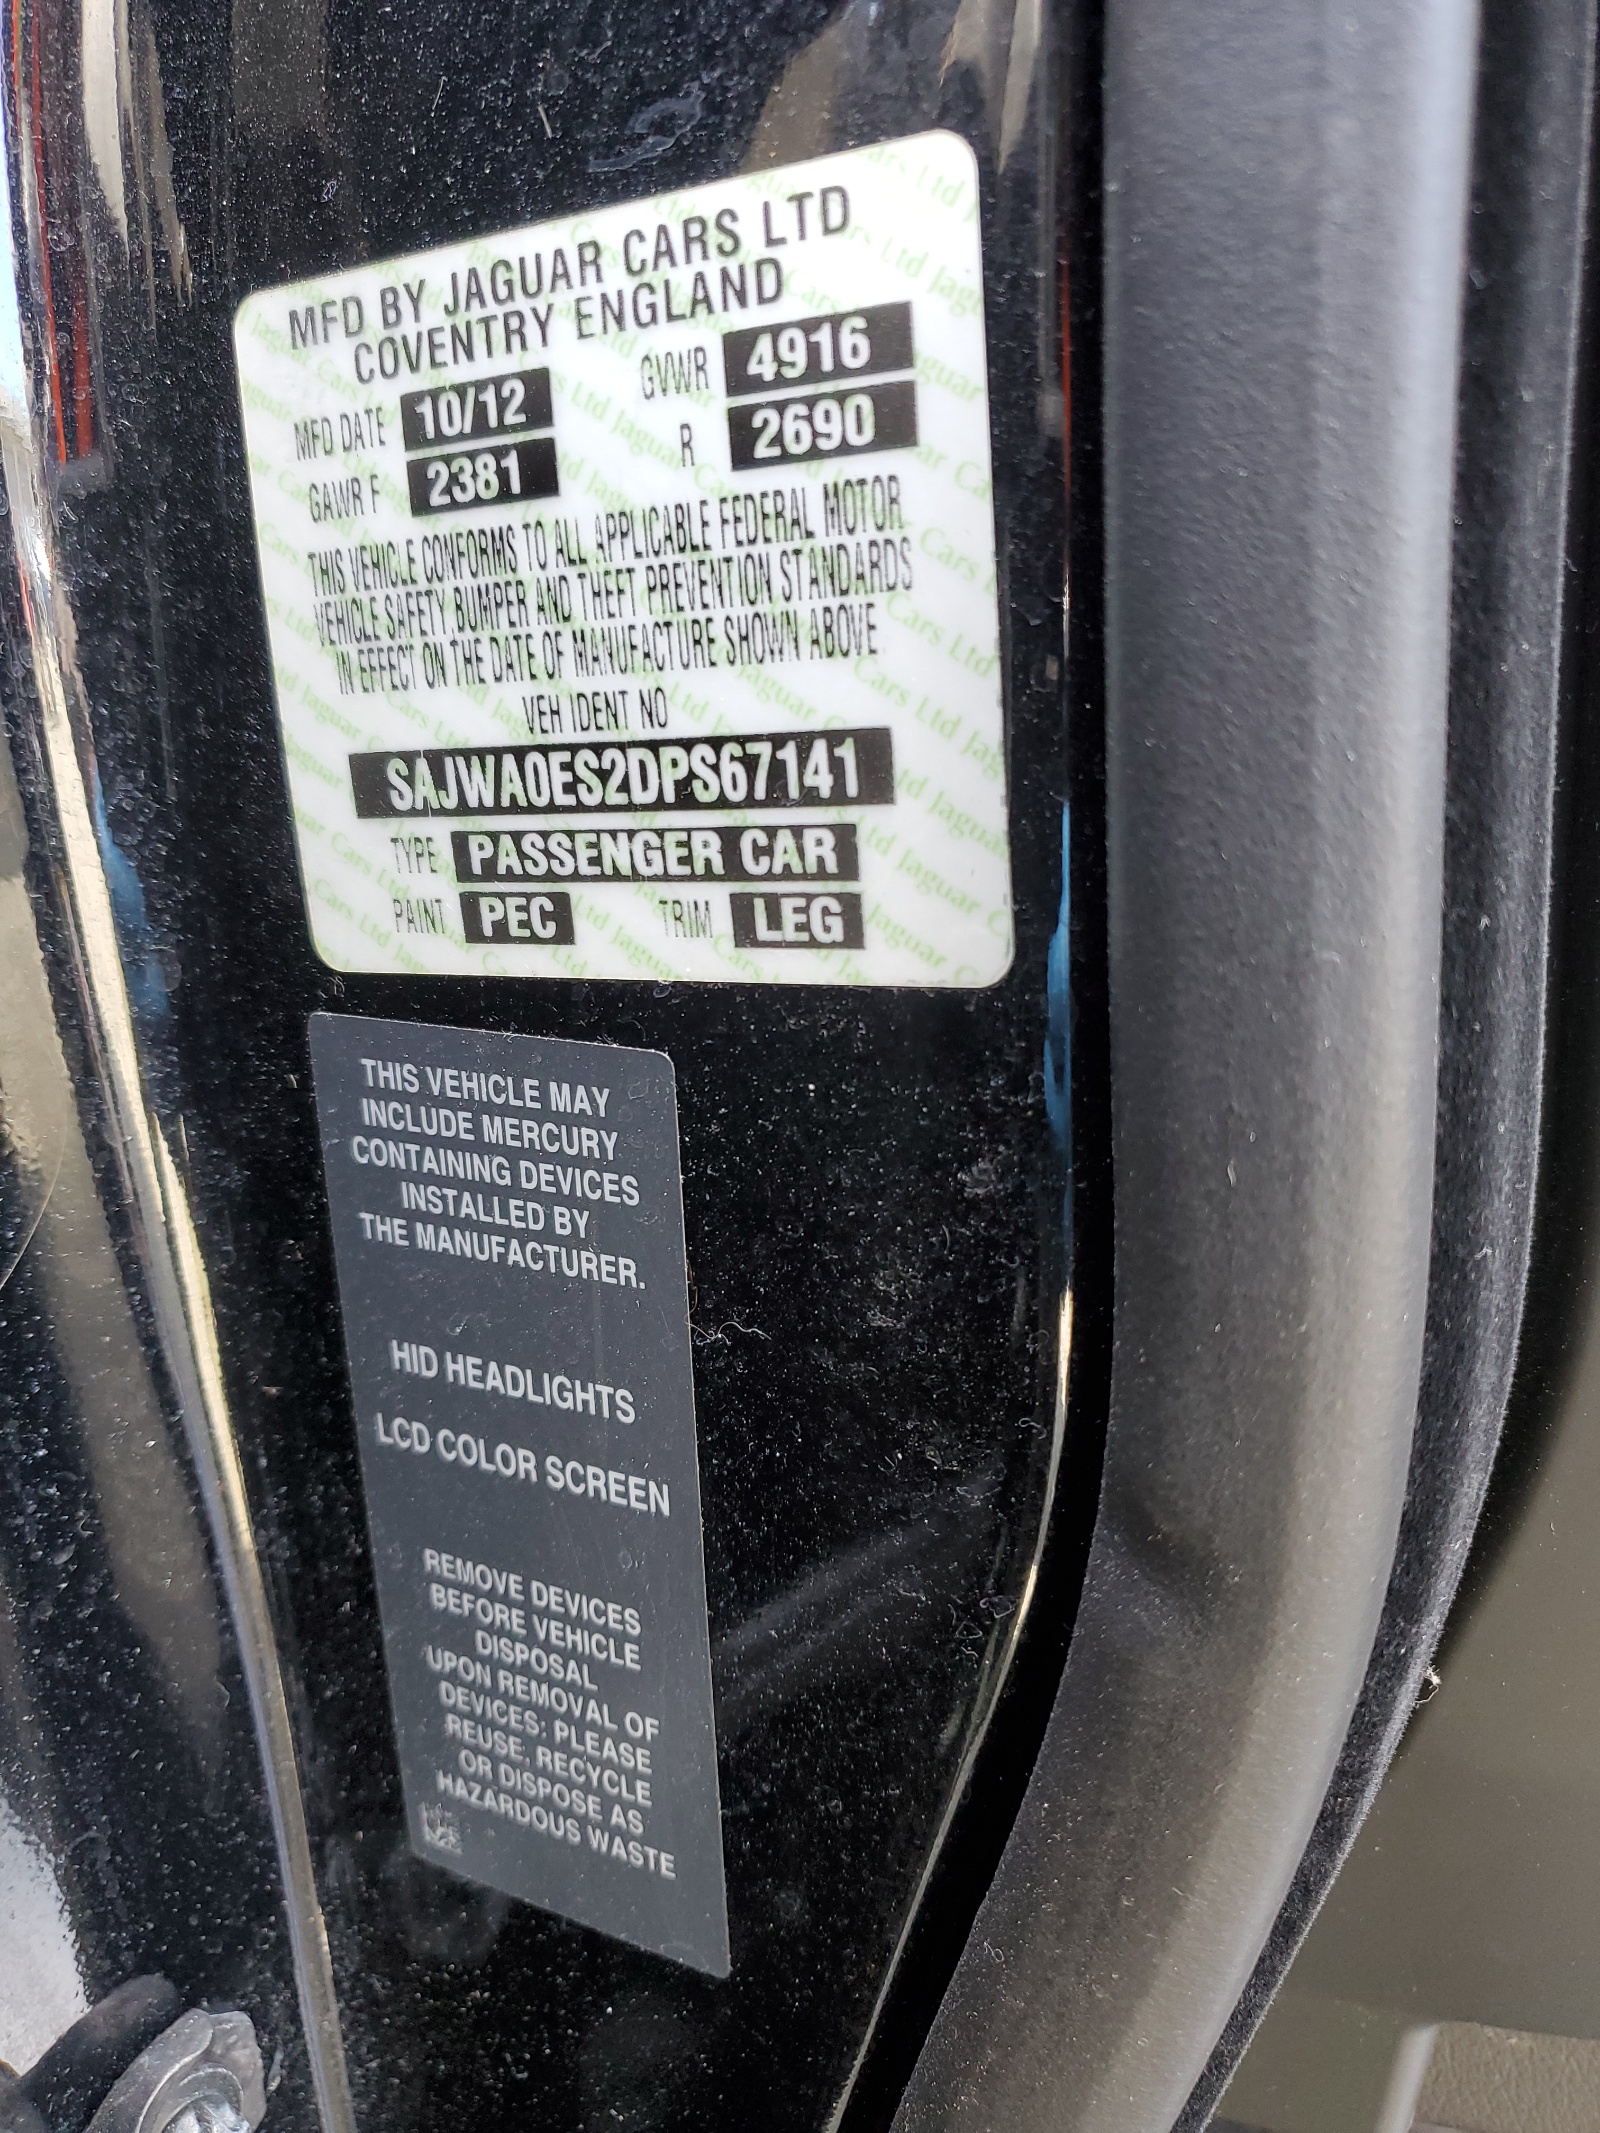 MFD BY JAGUAR CARS LTD
COVENTRY ENGLAND
MFD DATE 10/12 GVWR 4916
GAWR F 2381 R 2690
THIS VEHICLE CONFORMS TO ALL APPLICABLE FEDERAL MOTOR
VEHICLE SAFETY BUMPER AND THEFT PREVENTION STANDARDS
IN EFFECT ON THE DATE OF MANUFACTURE SHOWN ABOVE
VEH IDENT NO
SAJWA0ES2DPS67141
TYPE PASSENGER CAR
PAINT PEC TRIM LEG
THIS VEHICLE MAY
INCLUDE MERCURY
CONTAINING DEVICES
INSTALLED BY
THE MANUFACTURER.
HID HEADLIGHTS
LCD COLOR SCREEN
REMOVE DEVICES
BEFORE VEHICLE
DISPOSAL
UPON REMOVAL OF
DEVICES; PLEASE
REUSE, RECYCLE
OR DISPOSE AS
HAZARDOUS WASTE